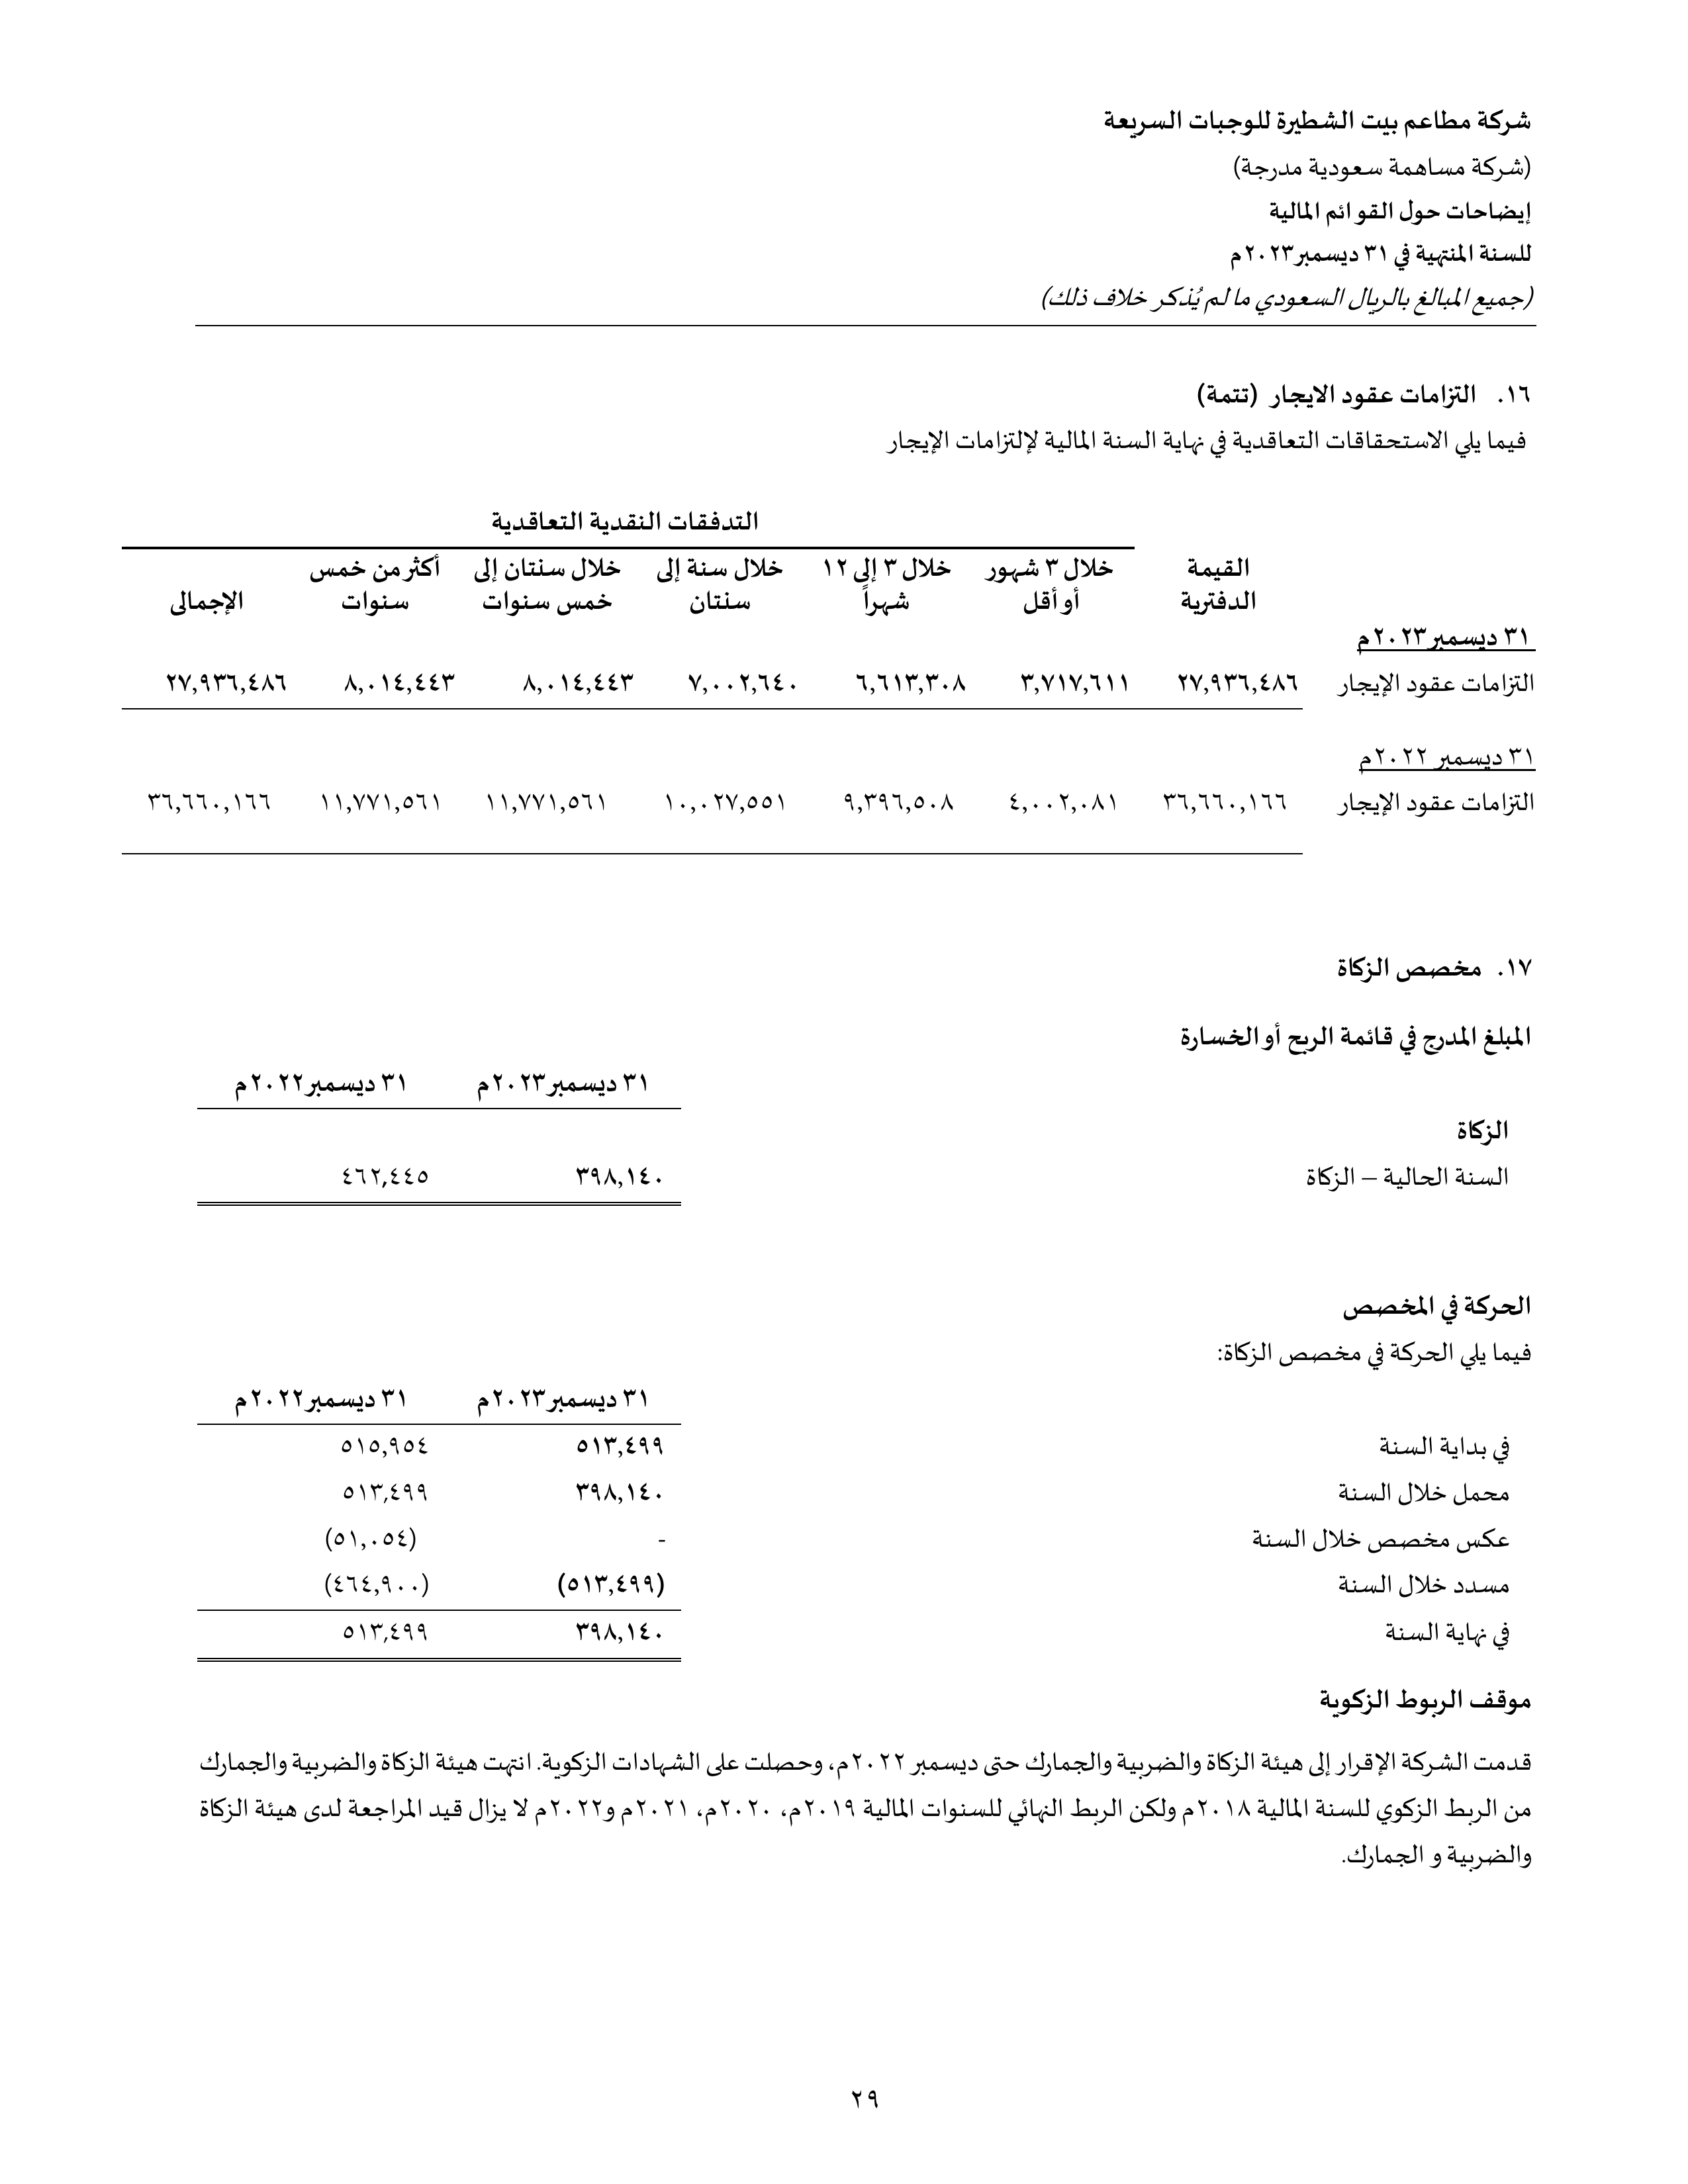 شركة مطاعم بيت الشطيرة للوجبات السريعة
(شركة مساهمة سعودية مدرجة)
إيضاحات حول القوائم المالية
للسنة المنتهية في ٣١ ديسمبر ٢٠٢٣م
(جميع المبالغ بالريال السعودي ما لم يُذكر خلاف ذلك)
١٦. التزامات عقود الايجار (تتمة)
فيما يلي الاستحقاقات التعاقدية في نهاية السنة المالية لإلتزامات الإيجار
التدفقات النقدية التعاقدية
القيمة خلال ٣ شهور خلال ٣ إلى ١٢ خلال سنة إلى خلال سنتان إلى أكثر من خمس
الدفترية أو أقل شهراً سنتان خمس سنوات سنوات الإجمالى
٣١ ديسمبر ٢٠٢٣م
التزامات عقود الإيجار ٢٧,٩٣٦,٤٨٦ ٣,٧١٧,٦١١ ٦,٦١٣,٣٠٨ ٧,٠٠٢,٦٤٠ ٨,٠١٤,٤٤٣ ٨,٠١٤,٤٤٣ ٢٧,٩٣٦,٤٨٦
٣١ ديسمبر ٢٠٢٢م
التزامات عقود الإيجار ٣٦,٦٦٠,١٦٦ ٤,٠٠٢,٠٨١ ٩,٣٩٦,٥٠٨ ١٠,٠٢٧,٥٥١ ١١,٧٧١,٥٦١ ١١,٧٧١,٥٦١ ٣٦,٦٦٠,١٦٦
١٧. مخصص الزكاة
المبلغ المدرج في قائمة الربح أو الخسارة
٣١ ديسمبر ٢٠٢٣م ٣١ ديسمبر ٢٠٢٢م
الزكاة
السنة الحالية – الزكاة ٣٩٨,١٤٠ ٤٦٢,٤٤٥
الحركة في المخصص
فيما يلي الحركة في مخصص الزكاة:
٣١ ديسمبر ٢٠٢٣م ٣١ ديسمبر ٢٠٢٢م
في بداية السنة ٥١٣,٤٩٩ ٥١٥,٩٥٤
محمل خلال السنة ٣٩٨,١٤٠ ٥١٣,٤٩٩
عكس مخصص خلال السنة - (٥١,٠٥٤)
مسدد خلال السنة (٥١٣,٤٩٩) (٤٦٤,٩٠٠)
في نهاية السنة ٣٩٨,١٤٠ ٥١٣,٤٩٩
موقف الربوط الزكوية
قدمت الشركة الإقرار إلى هيئة الزكاة والضريبة والجمارك حتى ديسمبر ٢٠٢٢م، وحصلت على الشهادات الزكوية. انتهت هيئة الزكاة والضريبة والجمارك
من الربط الزكوي للسنة المالية ٢٠١٨م ولكن الربط النهائي للسنوات المالية ٢٠١٩م، ٢٠٢٠م، ٢٠٢١م و٢٠٢٢م لا يزال قيد المراجعة لدى هيئة الزكاة
والضريبة و الجمارك.
٢٩